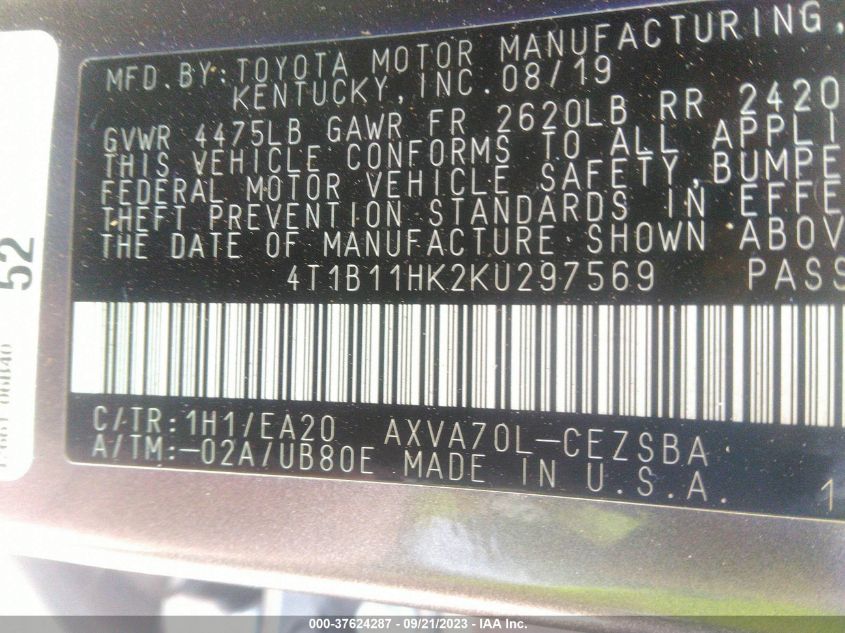 MFD.BY:TOYOTA MOTOR MANUFACTURING,
KENTUCKY,INC.08/19
GVWR 4475LB GAWR FR 2620LB RR 2420
THIS VEHICLE CONFORMS TO ALL APPLI
FEDERAL MOTOR VEHICLE SAFETY,BUMPE
THEFT PREVENTION STANDARDS IN EFFE
THE DATE OF MANUFACTURE SHOWN ABOV
4T1B11HK2KU297569 PASS
C/TR:1H1/EA20 AXVA70L-CEZSBA
A/TM:-02A/UB80E MADE IN U.S.A. 1
52
000-37624287 - 09/21/2023 - IAA Inc.